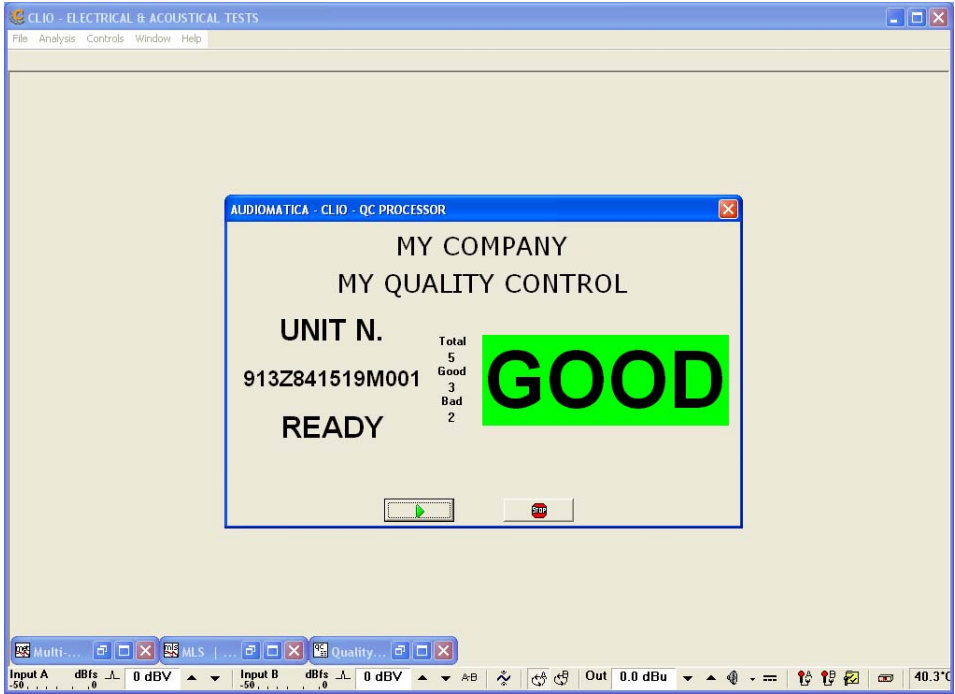 CLIO - ELECTRICAL & ACOUSTICAL TESTS
File Analysis Controls Window Help
AUDIOMATICA - CLIO - QC PROCESSOR
MY COMPANY
MY QUALITY CONTROL
UNIT N.
913Z841519M001
READY
Total
5
Good
3
Bad
2
GOOD
STOP
Multi-...
MLS | ...
Quality...
Input A dBfs 0 dBV Input B dBfs 0 dBV A-B Out 0.0 dBu 40.3°C
-50 ,0 -50 ,0